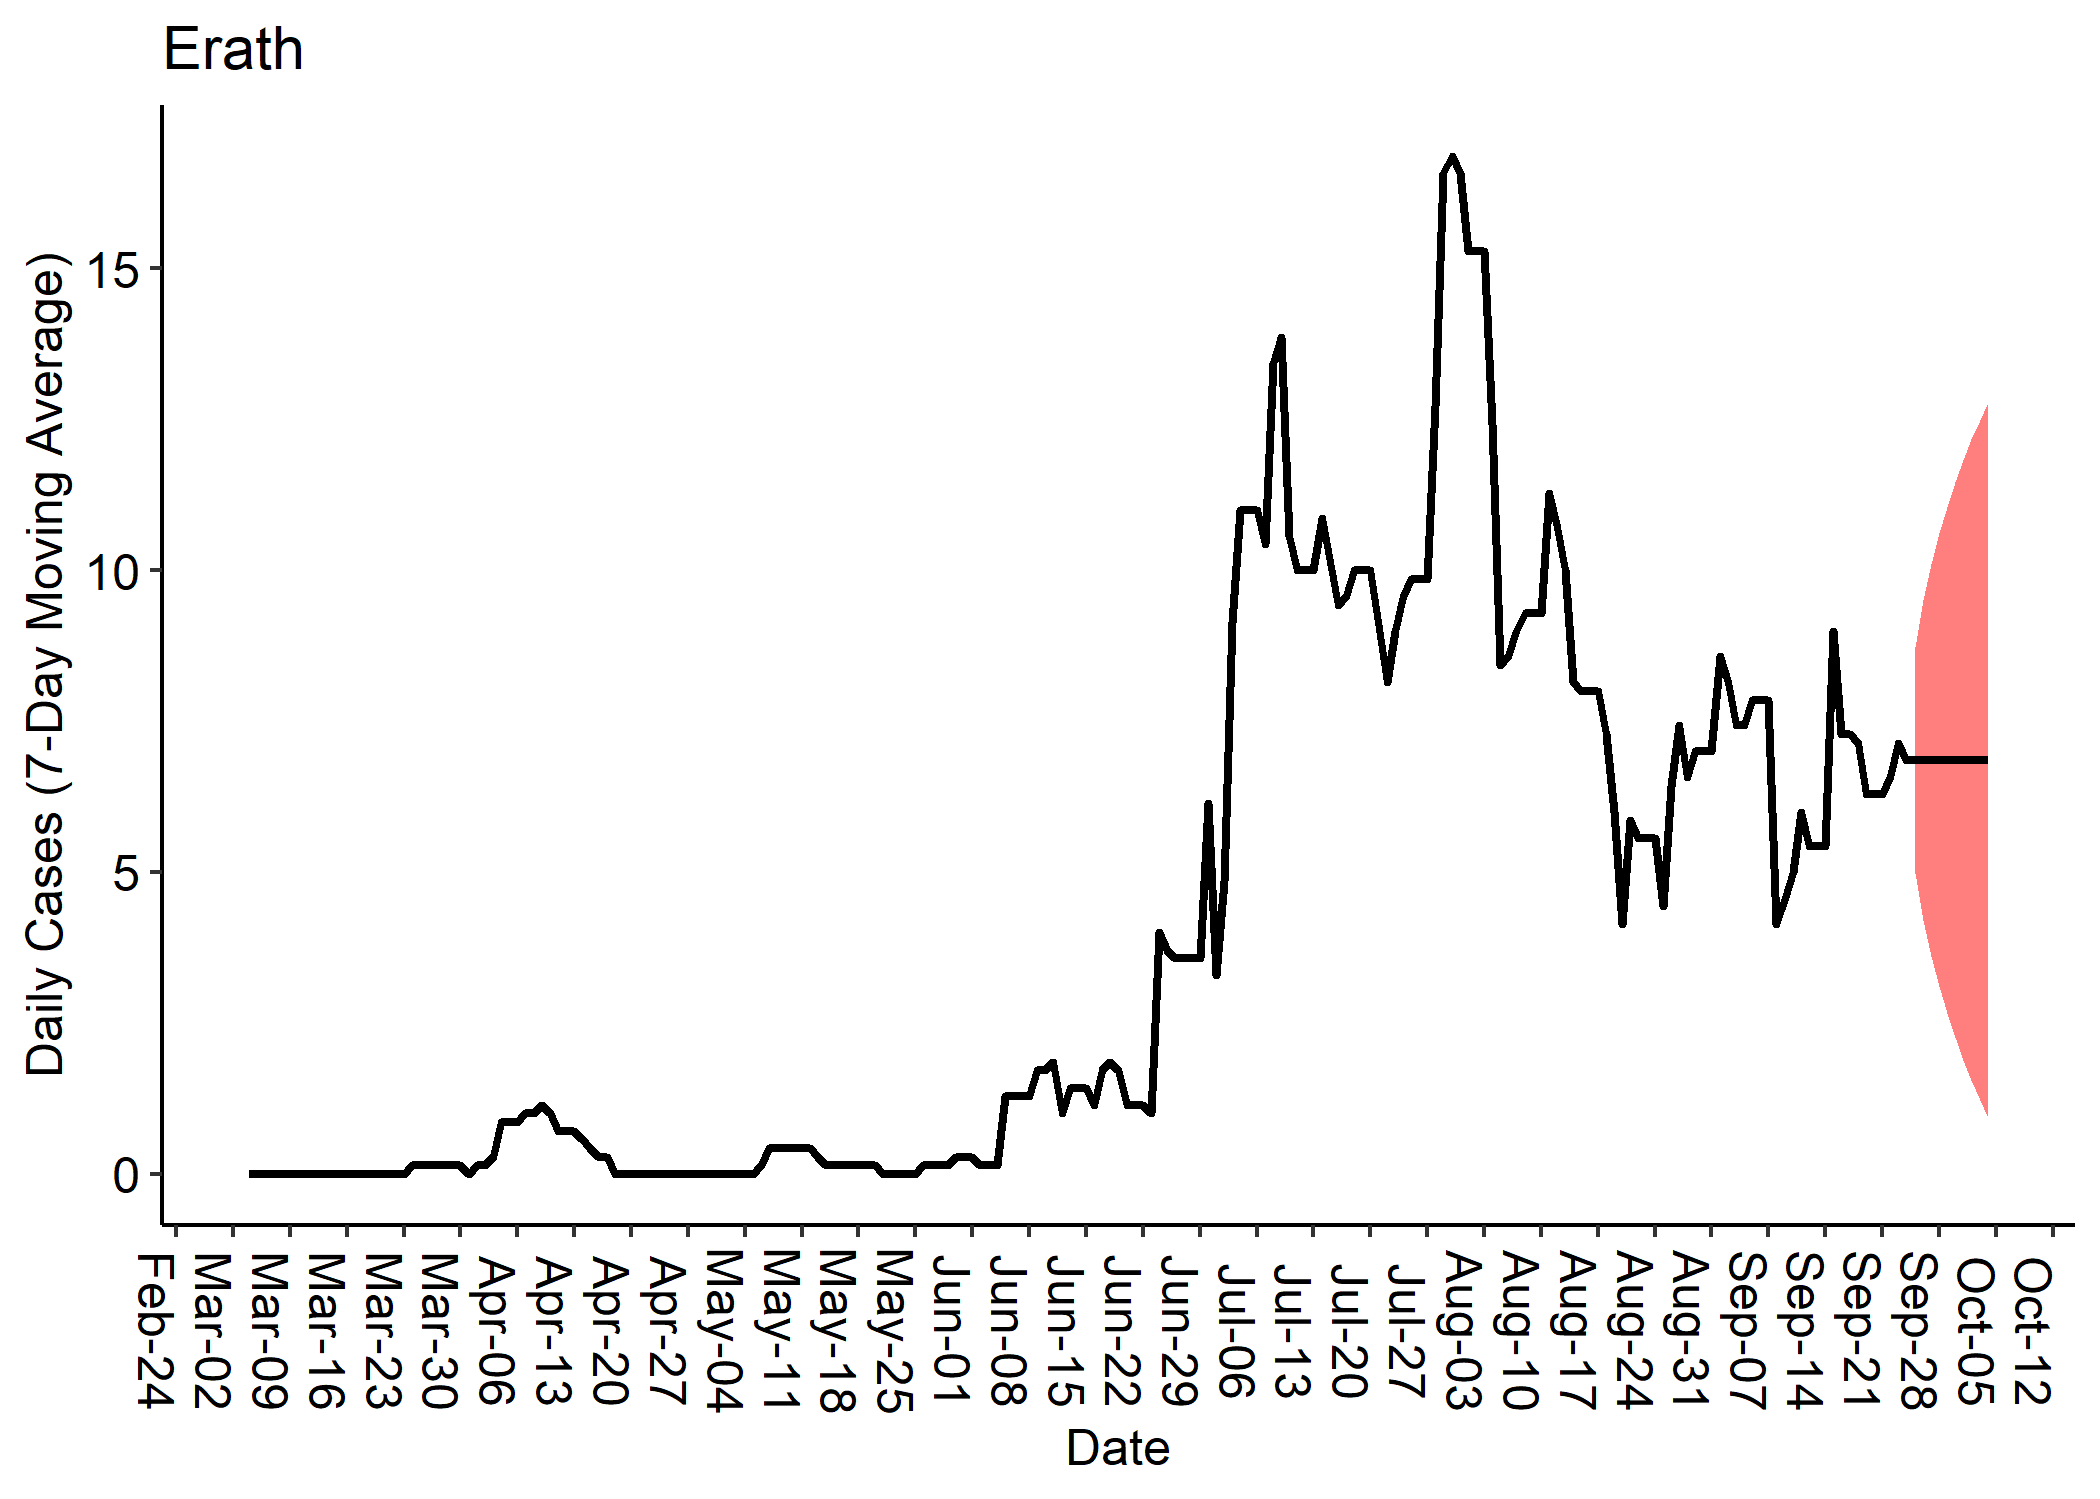 Erath
Daily Cases (7-Day Moving Average)
15
10
5
0
Feb-24
Mar-02
Mar-09
Mar-16
Mar-23
Mar-30
Apr-06
Apr-13
Apr-20
Apr-27
May-04
May-11
May-18
May-25
Jun-01
Jun-08
Jun-15
Jun-22
Jun-29
Jul-06
Jul-13
Jul-20
Jul-27
Aug-03
Aug-10
Aug-17
Aug-24
Aug-31
Sep-07
Sep-14
Sep-21
Sep-28
Oct-05
Oct-12
Date